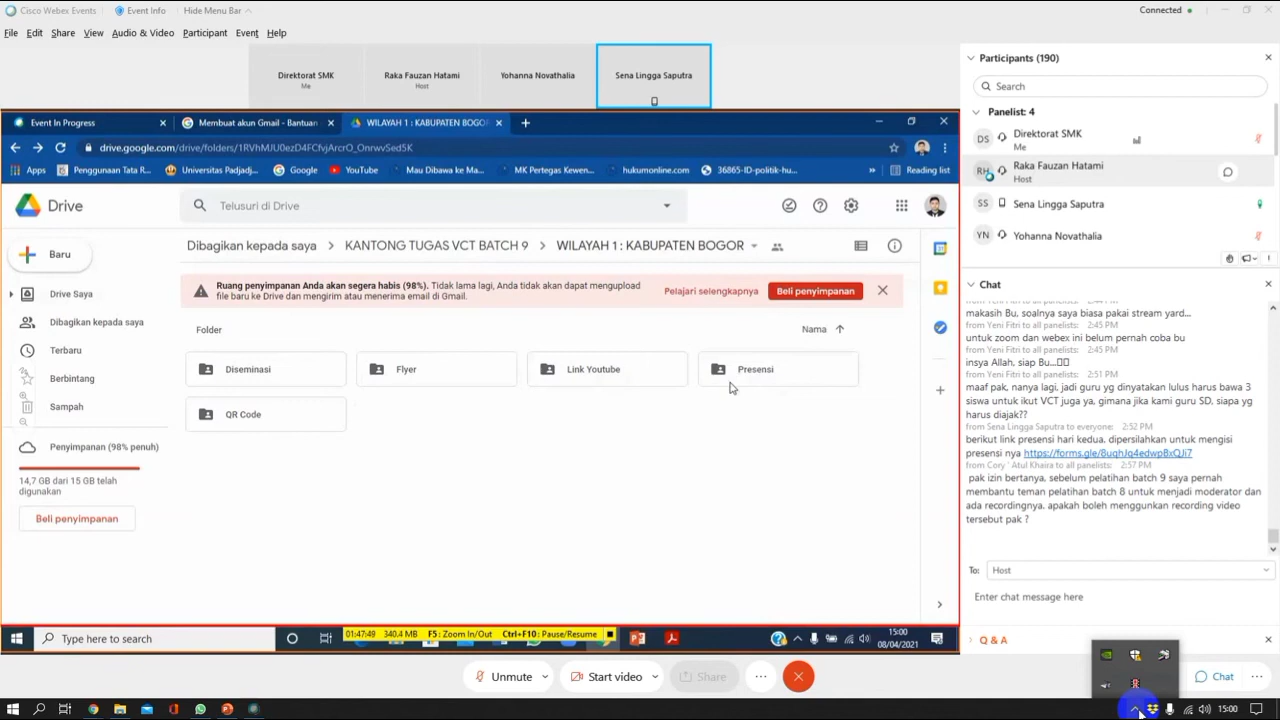 Cisco Webex Events
Event Info
Hide Menu Bar
Connected
File Edit Share View Audio & Video Participant Event Help
Direktorat SMK
Me
Raka Fauzan Hatami
Host
Yohanna Novathalia
Sena Lingga Saputra
Event In Progress
Membuat akun Gmail - Bantuan
WILAYAH 1 : KABUPATEN BOGO
drive.google.com/drive/folders/1RVhMJU0ezD4FCfvjArcrO_OnrwvSed5K
Apps
Penggunaan Tata R...
Universitas Padjadj...
Google
YouTube
Mau Dibawa ke Ma...
MK Pertegas Kewen...
hukumonline.com
36865-ID-politik-hu...
»
Reading list
Drive
Telusuri di Drive
Baru
Drive Saya
Dibagikan kepada saya
Terbaru
Berbintang
Sampah
Penyimpanan (98% penuh)
14,7 GB dari 15 GB telah
digunakan
Beli penyimpanan
Dibagikan kepada saya > KANTONG TUGAS VCT BATCH 9 > WILAYAH 1 : KABUPATEN BOGOR
Ruang penyimpanan Anda akan segera habis (98%). Tidak lama lagi, Anda tidak akan dapat mengupload
file baru ke Drive dan mengirim atau menerima email di Gmail.
Pelajari selengkapnya
Beli penyimpanan
Folder
Nama
Diseminasi
Flyer
Link Youtube
Presensi
QR Code
Type here to search
01:47:49 340.4 MB F5: Zoom In/Out Ctrl+F10: Pause/Resume
15:00
08/04/2021
Participants (190)
Search
Panelist: 4
DS
Direktorat SMK
Me
RH
Raka Fauzan Hatami
Host
SS
Sena Lingga Saputra
YN
Yohanna Novathalia
Chat
from Yeni Fitri to all panelists: 2:44 PM
makasih Bu, soalnya saya biasa pakai stream yard...
from Yeni Fitri to all panelists: 2:45 PM
untuk zoom dan webex ini belum pernah coba bu
from Yeni Fitri to all panelists: 2:45 PM
insya Allah, siap Bu...
from Yeni Fitri to all panelists: 2:51 PM
maaf pak, nanya lagi, jadi guru yg dinyatakan lulus harus bawa 3
siswa untuk ikut VCT juga ya, gimana jika kami guru SD, siapa yg
harus diajak??
from Sena Lingga Saputra to everyone: 2:52 PM
berikut link presensi hari kedua. dipersilahkan untuk mengisi
presensi nya https://forms.gle/8uqhJq4edwpBxQJi7
from Cory ' Atul Khaira to all panelists: 2:57 PM
pak izin bertanya, sebelum pelatihan batch 9 saya pernah
membantu teman pelatihan batch 8 untuk menjadi moderator dan
ada recordingnya. apakah boleh menggunkan recording video
tersebut pak ?
To: Host
Enter chat message here
Q & A
Unmute
Start video
Share
Chat
15:00